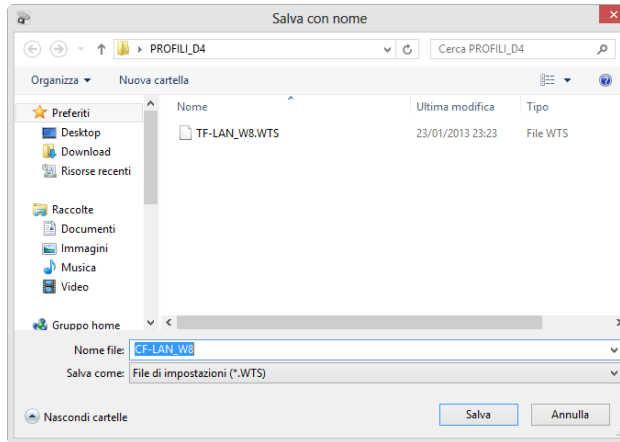 Salva con nome
PROFILI_D4
Cerca PROFILI_D4
Organizza
Nuova cartella
Preferiti
Desktop
Download
Risorse recenti
Raccolte
Documenti
Immagini
Musica
Video
Gruppo home
Nome Ultima modifica Tipo
TF-LAN_W8.WTS 23/01/2013 23:23 File WTS
Nome file: CF-LAN_W8
Salva come: File di impostazioni (*.WTS)
Nascondi cartelle
Salva
Annulla